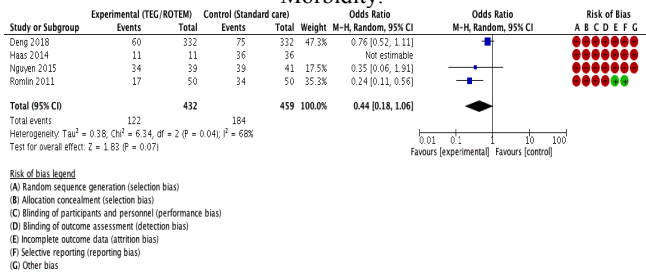 Morbidity:
Experimental (TEG/ROTEM) Control (Standard care) Odds Ratio Odds Ratio Risk of Bias
Study or Subgroup Events Total Events Total Weight M-H, Random, 95% CI M-H, Random, 95% CI A B C D E F G
Deng 2018 60 332 75 332 47.3% 0.76 [0.52, 1.11]
Haas 2014 11 11 36 36 Not estimable
Nguyen 2015 34 39 39 41 17.5% 0.35 [0.06, 1.91]
Romlin 2011 17 50 34 50 35.3% 0.24 [0.11, 0.56]
Total (95% CI) 432 459 100.0% 0.44 [0.18, 1.06]
Total events 122 184
Heterogeneity: Tau² = 0.38; Chi² = 6.34, df = 2 (P = 0.04); I² = 68%
Test for overall effect: Z = 1.83 (P = 0.07)
0.01 0.1 1 10 100
Favours [experimental] Favours [control]
Risk of bias legend
(A) Random sequence generation (selection bias)
(B) Allocation concealment (selection bias)
(C) Blinding of participants and personnel (performance bias)
(D) Blinding of outcome assessment (detection bias)
(E) Incomplete outcome data (attrition bias)
(F) Selective reporting (reporting bias)
(G) Other bias